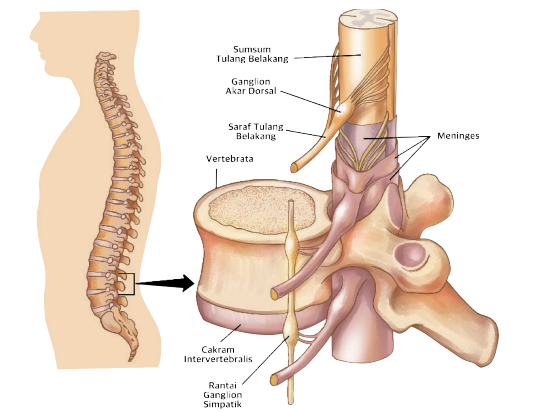 Sumsum
Tulang Belakang
Ganglion
Akar Dorsal
Saraf Tulang
Belakang
Meninges
Vertebrata
Cakram
Intervertebralis
Rantai
Ganglion
Simpatik